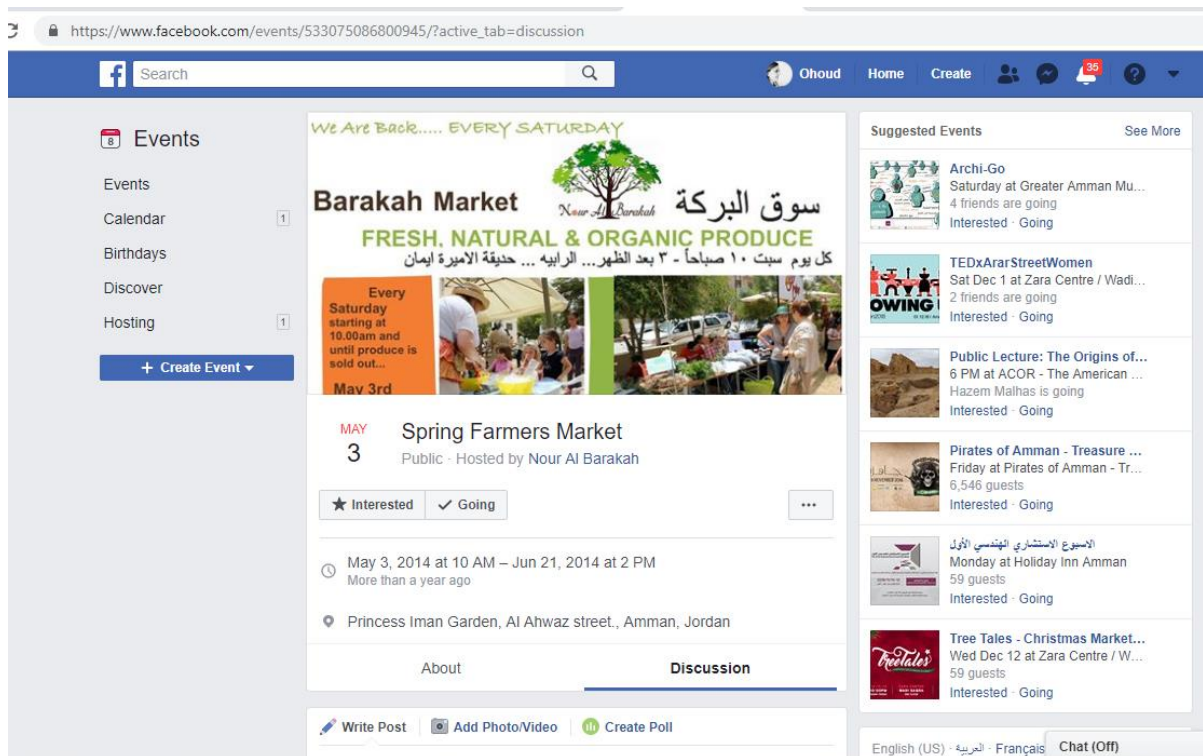 https://www.facebook.com/events/533075086800945/?active_tab=discussion
f
Search
Ohoud
Home
Create
35
8
Events
Events
Calendar 1
Birthdays
Discover
Hosting 1
+ Create Event
We Are Back..... EVERY SATURDAY
Barakah Market
Nour Al Barakah
سوق البركة
FRESH, NATURAL & ORGANIC PRODUCE
كل يوم سبت ١٠ صباحاً - ٣ بعد الظهر... الرابيه ... حديقة الاميرة ايمان
Every
Saturday
starting at
10.00am and
until produce is
sold out...
May 3rd
MAY
3
Spring Farmers Market
Public · Hosted by Nour Al Barakah
Interested
Going
...
May 3, 2014 at 10 AM – Jun 21, 2014 at 2 PM
More than a year ago
Princess Iman Garden, Al Ahwaz street., Amman, Jordan
About
Discussion
Write Post
Add Photo/Video
Create Poll
Suggested Events
See More
Archi-Go
Saturday at Greater Amman Mu...
4 friends are going
Interested · Going
OWING
TEDxArarStreetWomen
Sat Dec 1 at Zara Centre / Wadi...
2 friends are going
Interested · Going
Public Lecture: The Origins of...
6 PM at ACOR - The American ...
Hazem Malhas is going
Interested · Going
Pirates of Amman - Treasure ...
Friday at Pirates of Amman - Tr...
6,546 guests
Interested · Going
الاسبوع الاستشاري الهندسي الأول
Monday at Holiday Inn Amman
59 guests
Interested · Going
TreeTales
Tree Tales - Christmas Market...
Wed Dec 12 at Zara Centre / W...
59 guests
Interested · Going
English (US) · العربية · Français
Chat (Off)